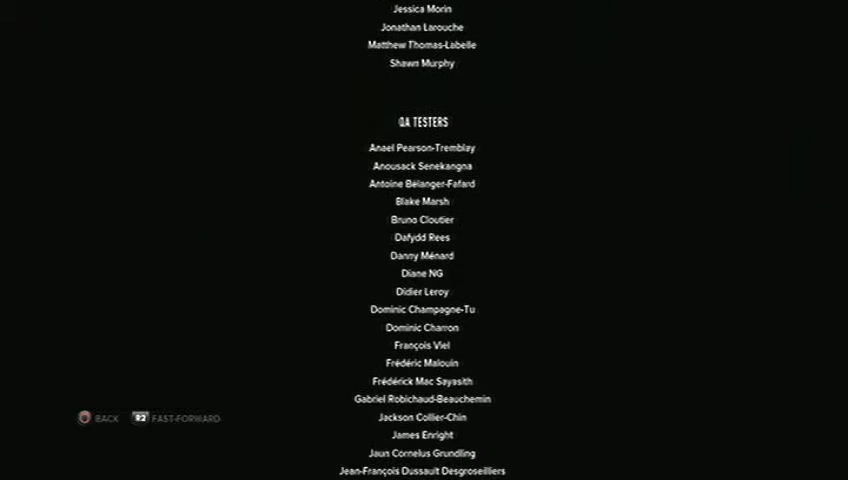 Jessica Morin
Jonathan Larouche
Matthew Thomas-Labelle
Shawn Murphy
QA TESTERS
Anael Pearson-Tremblay
Anousack Senekangna
Antoine Bélanger-Fafard
Blake Marsh
Bruno Cloutier
Dafydd Rees
Danny Ménard
Diane NG
Didier Leroy
Dominic Champagne-Tu
Dominic Charron
François Viel
Frédéric Malouin
Frédérick Mac Sayasith
Gabriel Robichaud-Beauchemin
Jackson Collier-Chin
James Enright
Jaun Cornelus Grundling
Jean-François Dussault Desgroseilliers
BACK R2 FAST-FORWARD